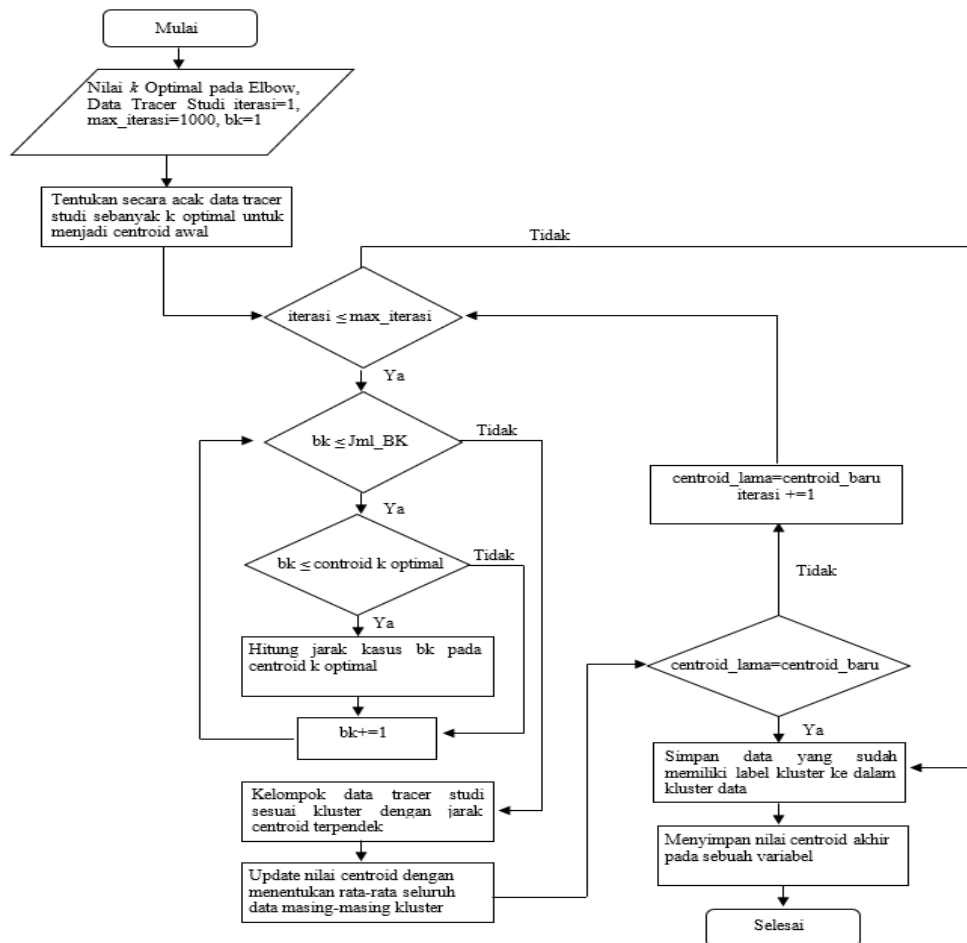 Mulai
Nilai k Optimal pada Elbow,
Data Tracer Studi iterasi=1,
max_iterasi=1000, bk=1
Tentukan secara acak data tracer
studi sebanyak k optimal untuk
menjadi centroid awal
Tidak
iterasi ≤ max_iterasi
Ya
bk ≤ Jml_BK
Tidak
Ya
bk ≤ controid k optimal
Tidak
Ya
Hitung jarak kasus bk pada
centroid k optimal
bk+=1
Kelompok data tracer studi
sesuai kluster dengan jarak
centroid terpendek
Update nilai centroid dengan
menentukan rata-rata seluruh
data masing-masing kluster
centroid_lama=centroid_baru
iterasi +=1
Tidak
centroid_lama=centroid_baru
Ya
Simpan data yang sudah
memiliki label kluster ke dalam
kluster data
Menyimpan nilai centroid akhir
pada sebuah variabel
Selesai